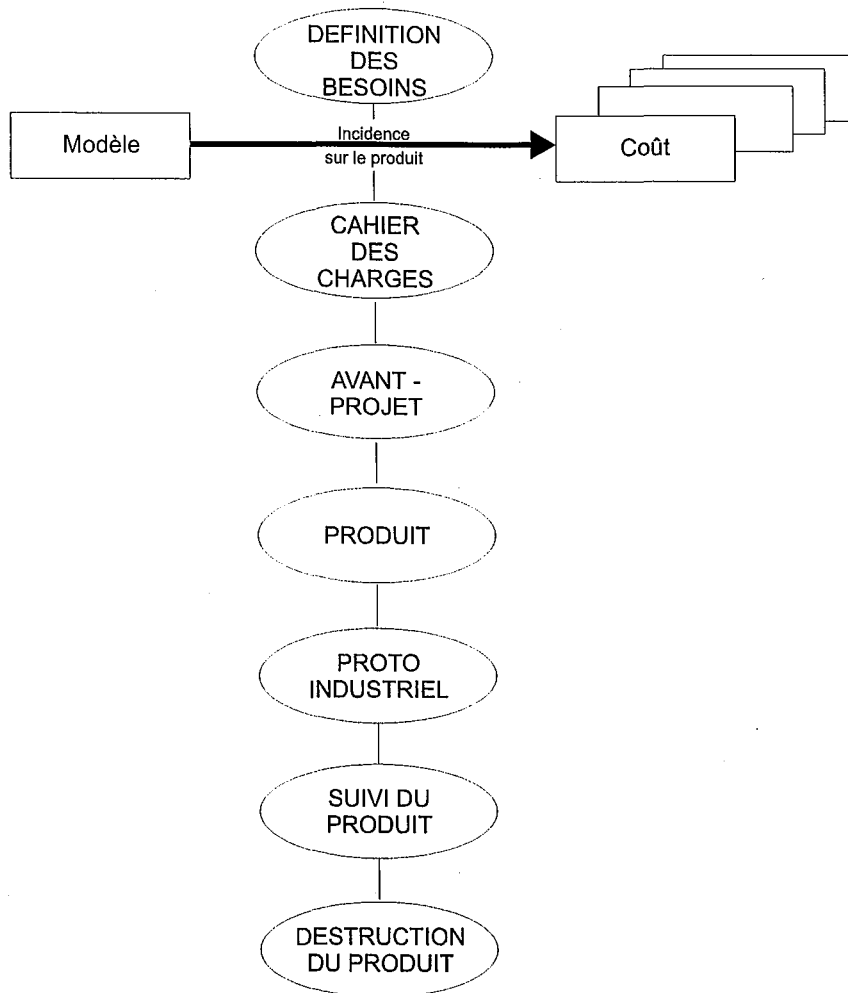 DEFINITION
DES
BESOINS
Modèle
Incidence
sur le produit
Coût
CAHIER
DES
CHARGES
AVANT -
PROJET
PRODUIT
PROTO
INDUSTRIEL
SUIVI DU
PRODUIT
DESTRUCTION
DU PRODUIT